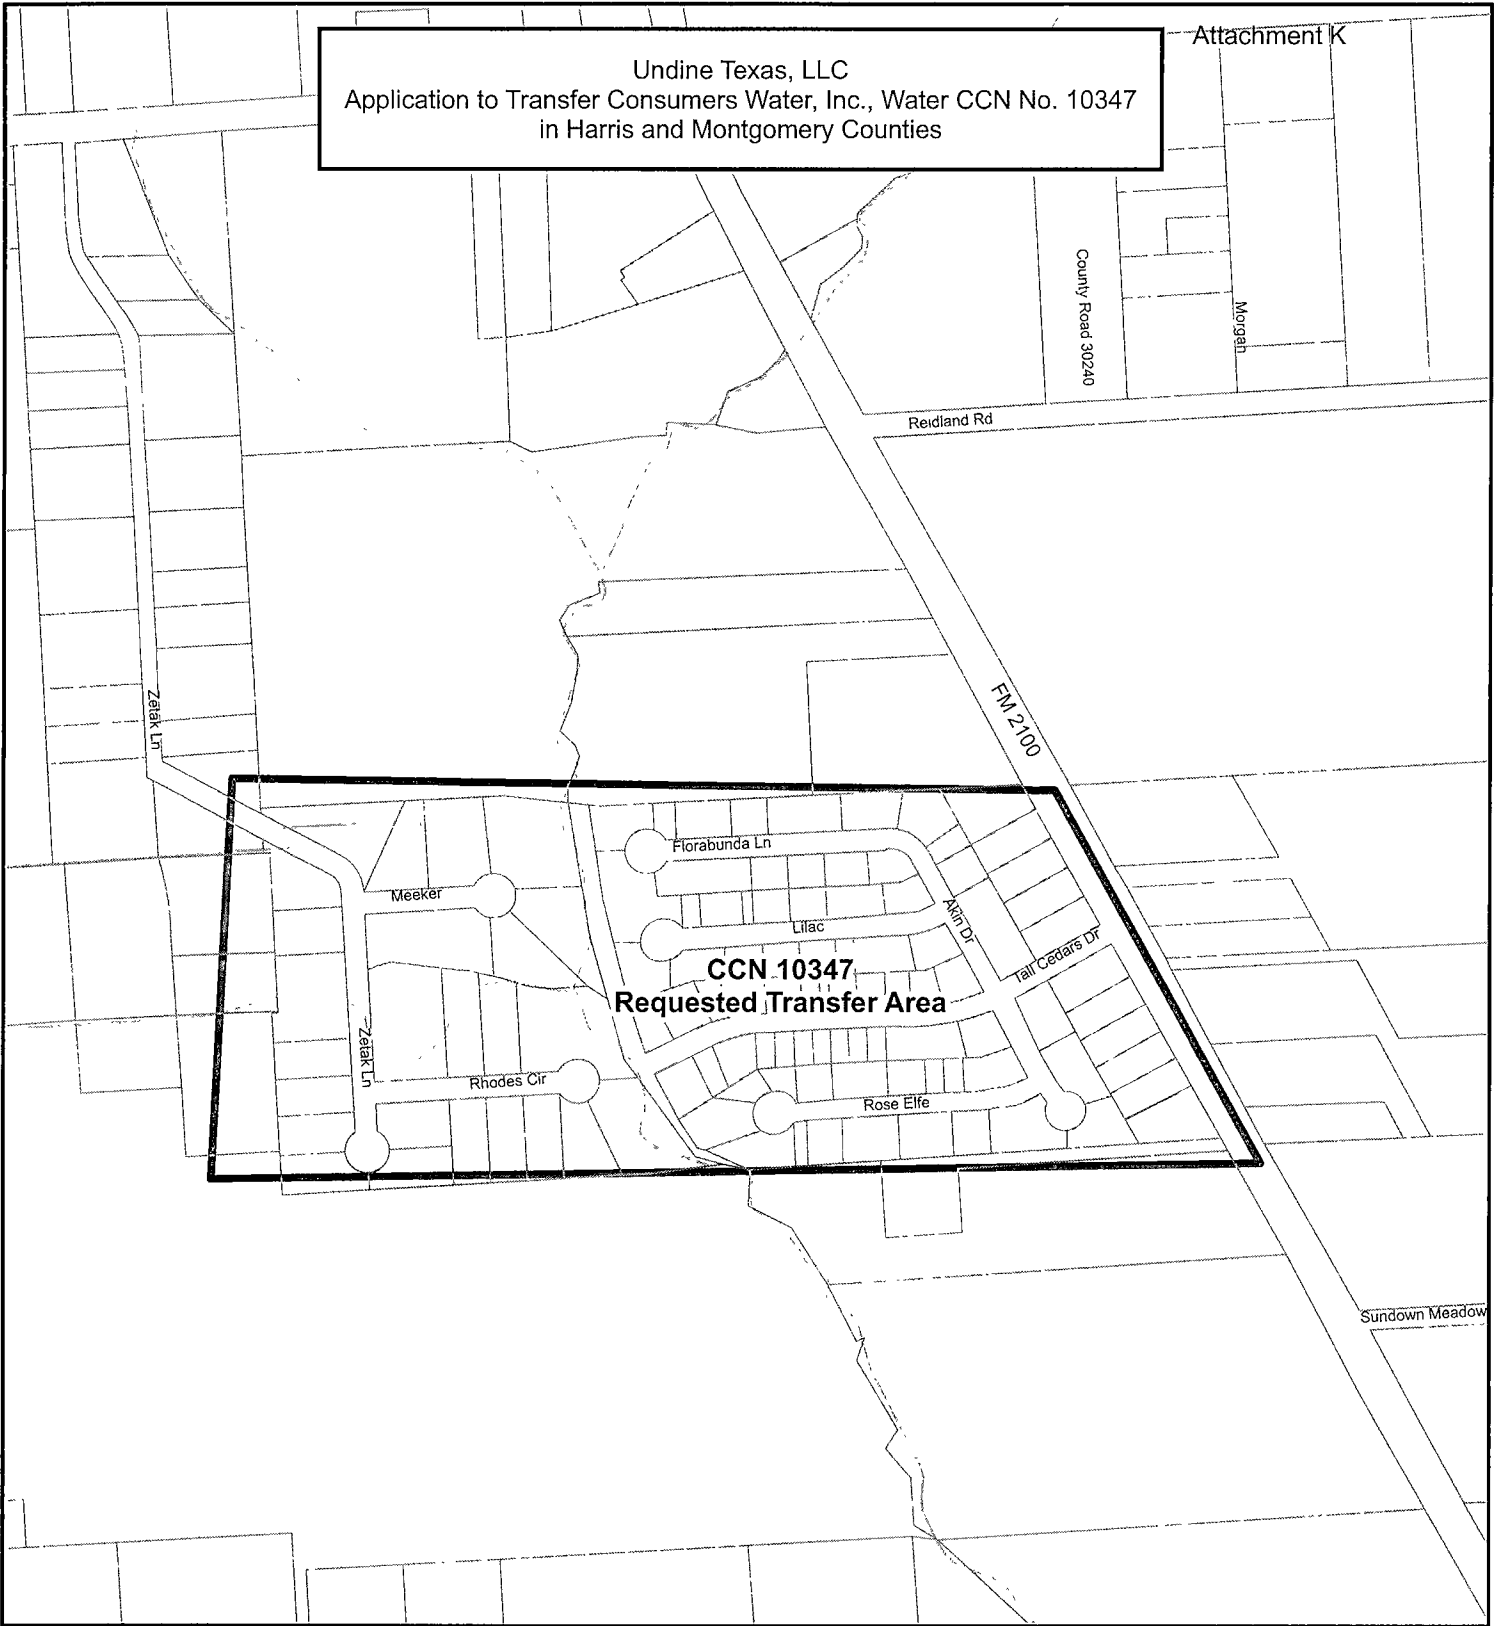 Attachment K
Undine Texas, LLC
Application to Transfer Consumers Water, Inc., Water CCN No. 10347
in Harris and Montgomery Counties
County Road 30240
Morgan
Reidland Rd
Zetak Ln
FM 2100
Florabunda Ln
Meeker
Akin Dr
Lilac
Tall Cedars Dr
CCN 10347
Requested Transfer Area
Zetak Ln
Rhodes Cir
Rose Elfe
Sundown Meadow